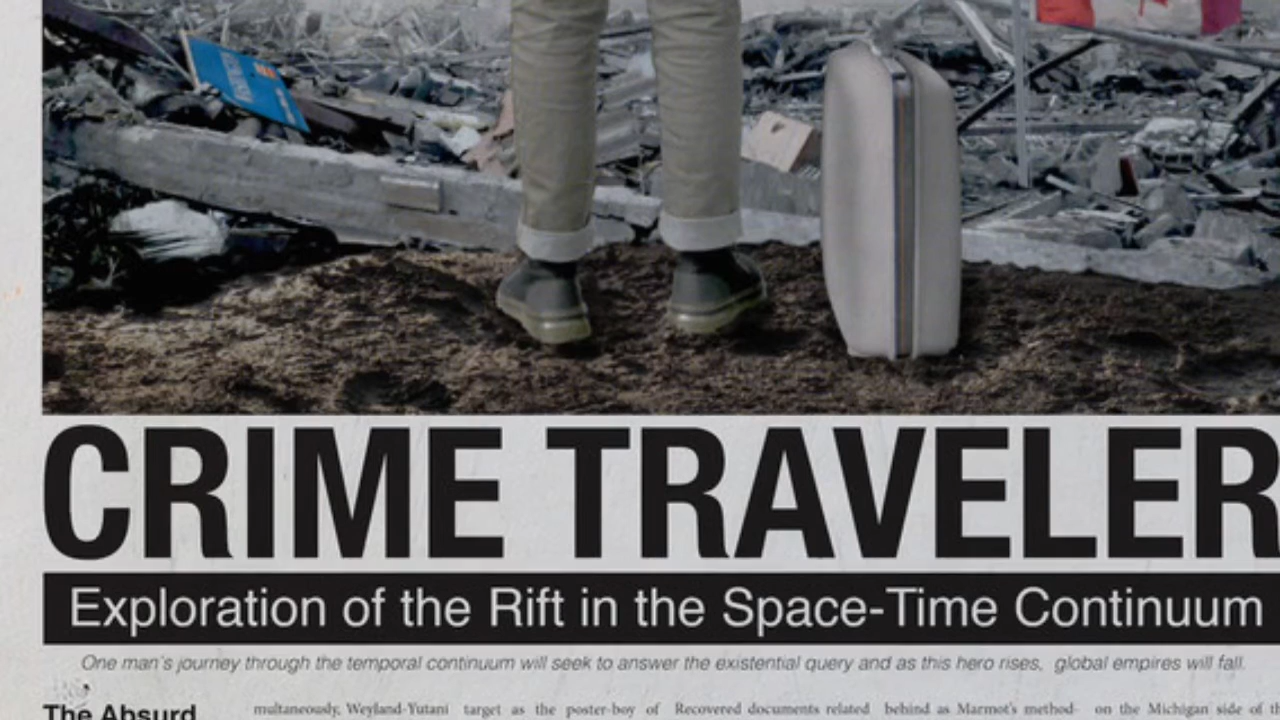 CRIME TRAVELER
Exploration of the Rift in the Space-Time Continuum
One man's journey through the temporal continuum will seek to answer the existential query and as this hero rises, global empires will fall.
The Absurd
multaneously, Weyland-Yutani
target as the poster-boy of
Recovered documents related
behind as Marmot's method-
on the Michigan side of